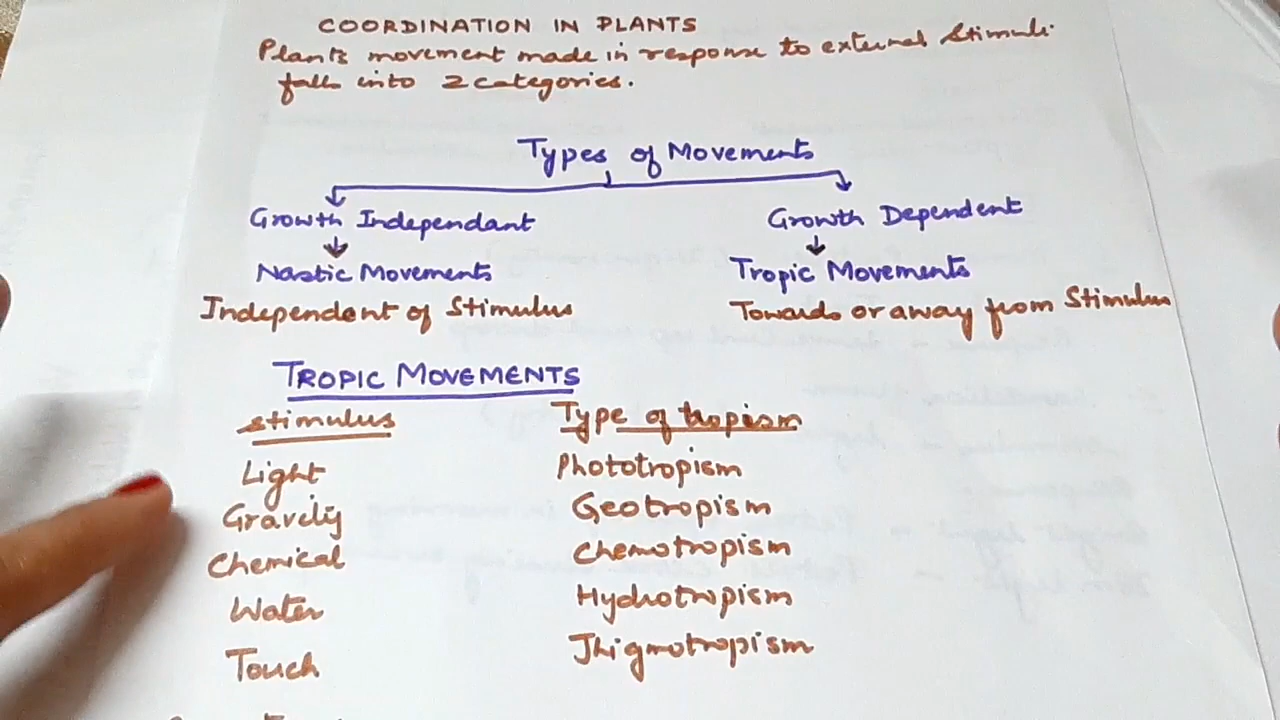 COORDINATION IN PLANTS
Plants movement made in response to external Stimuli
falls into 2 categories.
Types of Movements
Growth Independant Growth Dependent
Nastic Movements Tropic Movements
Independent of Stimulus Towards or away from Stimulus
TROPIC MOVEMENTS
Stimulus Type of tropism
Light Phototropism
Gravity Geotropism
Chemical Chemotropism
Water Hydrotropism
Touch Thigmotropism